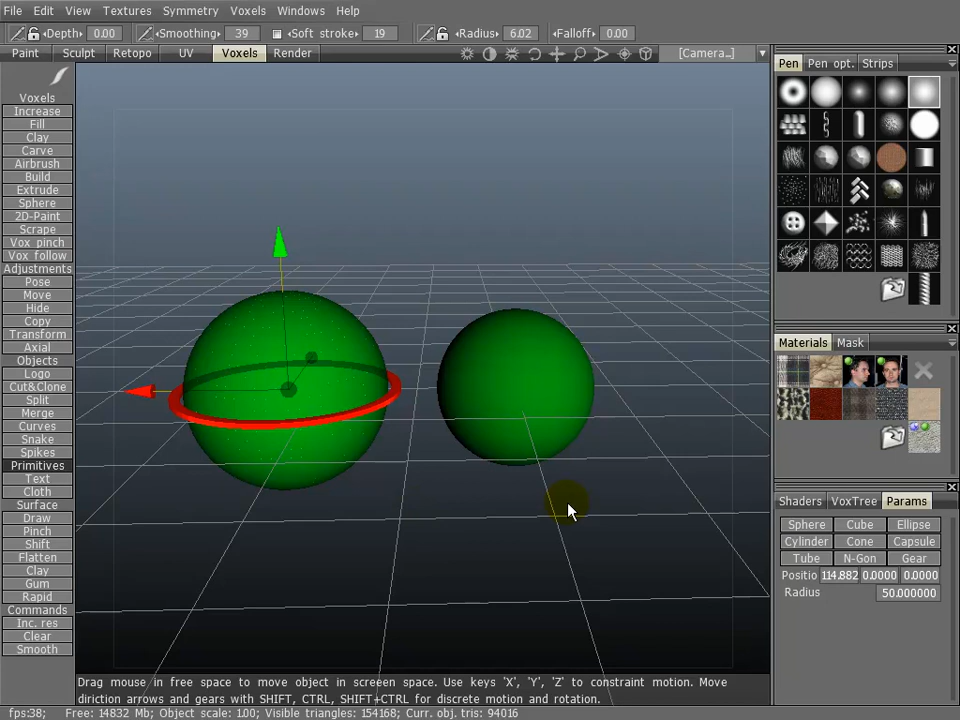 File Edit View Textures Symmetry Voxels Windows Help
Depth: 0.00 Smoothing: 39 Soft stroke: 19 Radius: 6.02 Falloff: 0.00
Paint Sculpt Retopo UV Voxels Render [Camera..]
Voxels
Increase
Fill
Clay
Carve
Airbrush
Build
Extrude
Sphere
2D-Paint
Scrape
Vox pinch
Vox follow
Adjustments
Pose
Move
Hide
Copy
Transform
Axial
Objects
Logo
Cut&Clone
Split
Merge
Curves
Snake
Spikes
Primitives
Text
Cloth
Surface
Draw
Pinch
Shift
Flatten
Clay
Gum
Rapid
Commands
Inc. res
Clear
Smooth
Pen Pen opt. Strips
Materials Mask
Shaders VoxTree Params
Sphere Cube Ellipse
Cylinder Cone Capsule
Tube N-Gon Gear
Positio 114.882 0.0000 0.0000
Radius 50.000000
Drag mouse in free space to move object in screeen space. Use keys 'X', 'Y', 'Z' to constraint motion. Move
diriction arrows and gears with SHIFT, CTRL, SHIFT+CTRL for discrete motion and rotation.
fps:38; Free: 14832 Mb; Object scale: 1.00; Visible triangles: 154168; Curr. obj. tris: 94016